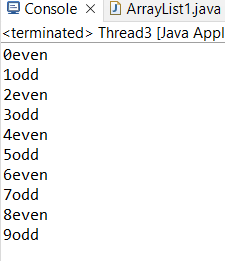 Console × ArrayList1.java
<terminated> Thread3 [Java Appl
0even
1odd
2even
3odd
4even
5odd
6even
7odd
8even
9odd